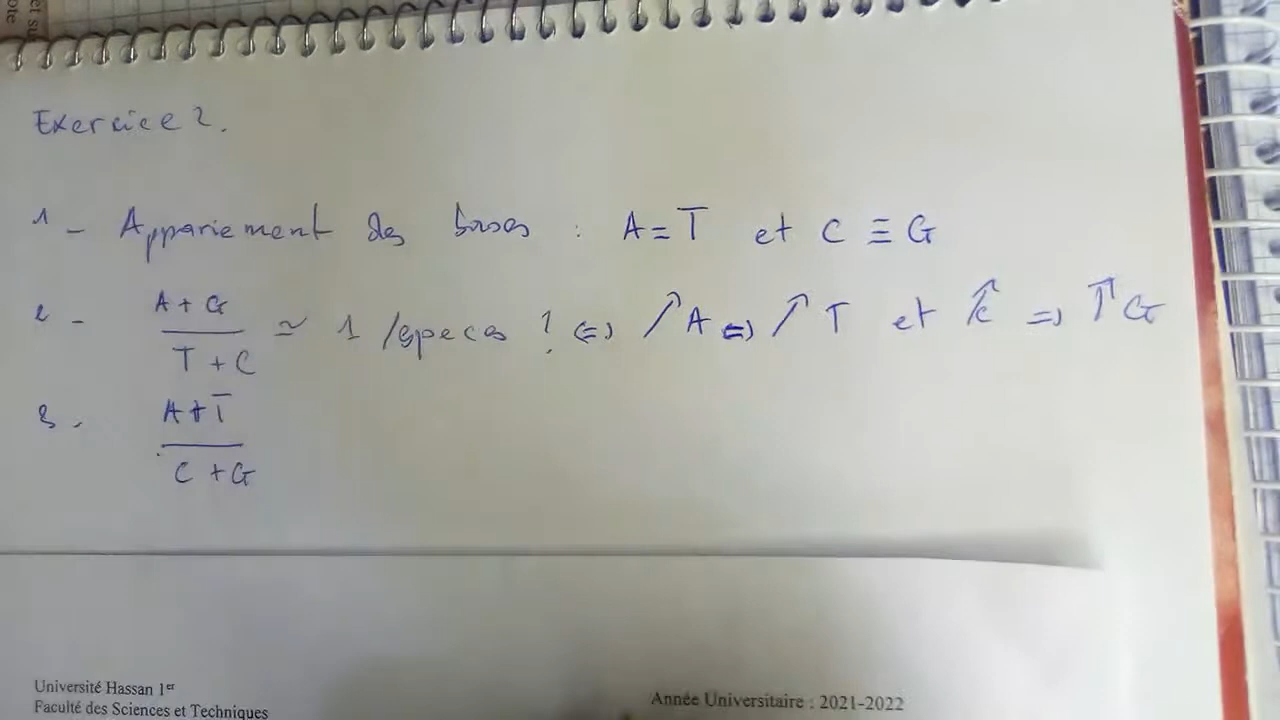 Exercice 2.
1 - Appariement des bases : A=T et C≡G
2 - A+G / T+C ≃ 1 /especes ? ⇔ ↗A ⇔ ↗T et ↑C ⇒ ↑G
3. A+T / C+G
Université Hassan 1er
Année Universitaire : 2021-2022
Faculté des Sciences et Techniques